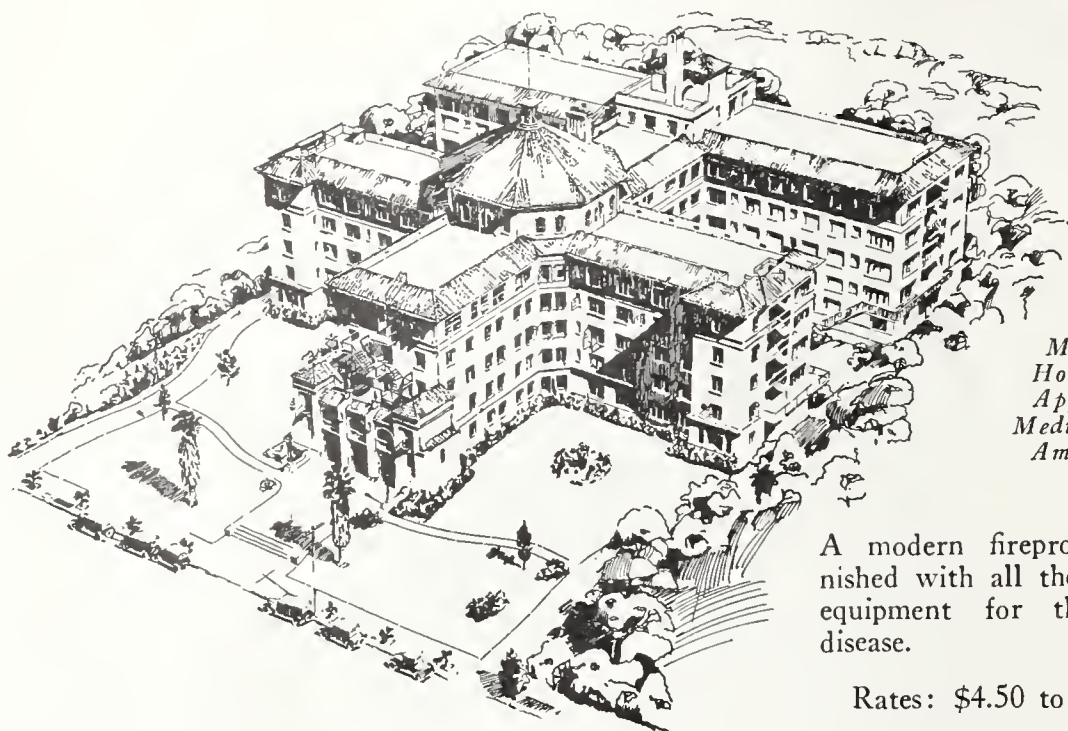 M
Ho
Ap
Medi
Am
A modern firepro
nished with all the
equipment for th
disease.
Rates: $4.50 to